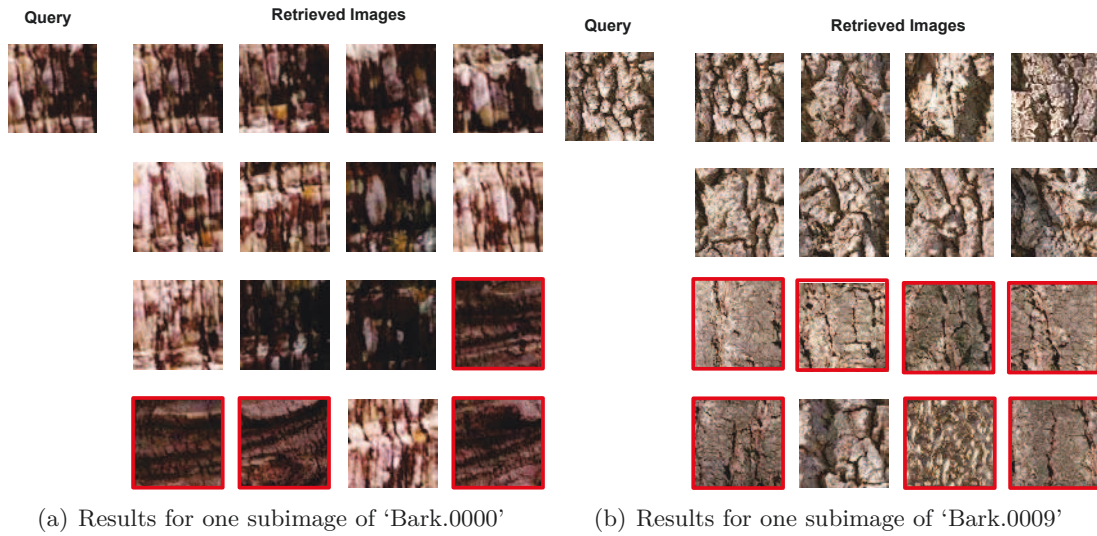 Query
Retrieved Images
Query
Retrieved Images
(a) Results for one subimage of ‘Bark.0000’
(b) Results for one subimage of ‘Bark.0009’